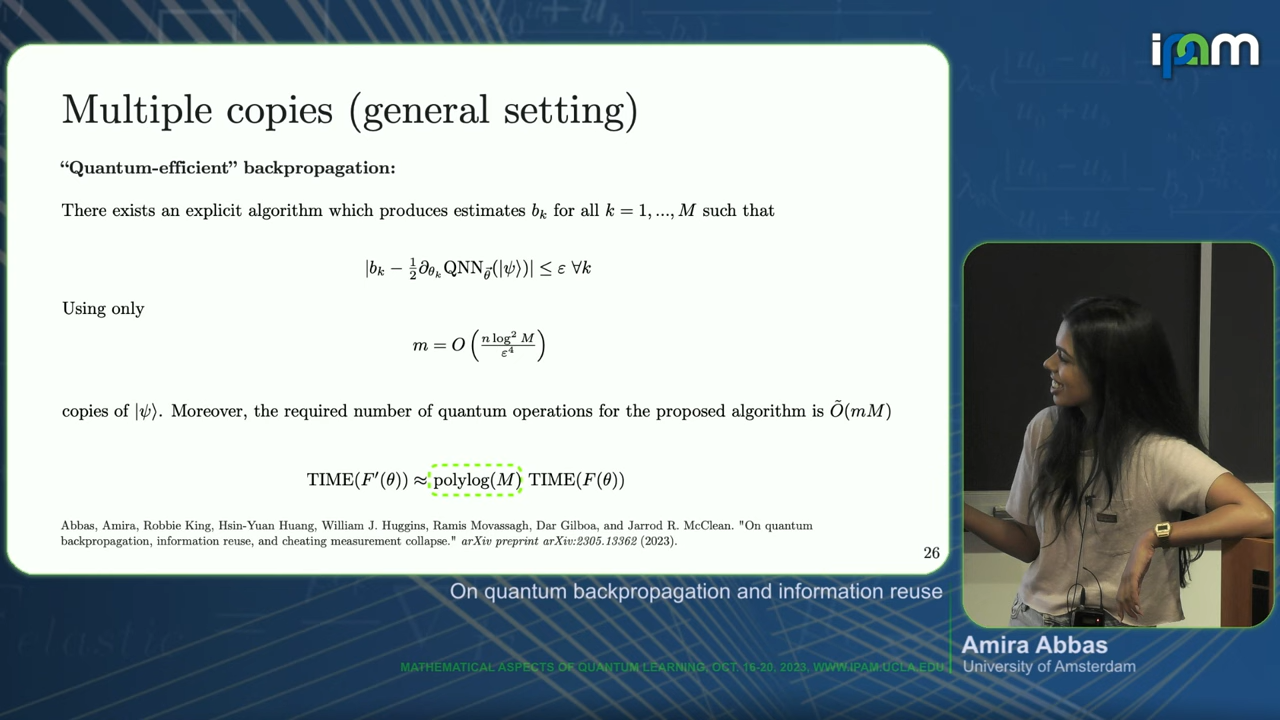 ipam
Multiple copies (general setting)
“Quantum-efficient” backpropagation:
There exists an explicit algorithm which produces estimates b_k for all k = 1, ..., M such that
|b_k − 1/2 ∂_{θ_k} QNN_{\vec{θ}}(|ψ⟩)| ≤ ε ∀k
Using only
m = O(n log² M / ε⁴)
copies of |ψ⟩. Moreover, the required number of quantum operations for the proposed algorithm is Õ(mM)
TIME(F′(θ)) ≈ polylog(M) TIME(F(θ))
Abbas, Amira, Robbie King, Hsin-Yuan Huang, William J. Huggins, Ramis Movassagh, Dar Gilboa, and Jarrod R. McClean. "On quantum
backpropagation, information reuse, and cheating measurement collapse." arXiv preprint arXiv:2305.13362 (2023).
26
On quantum backpropagation and information reuse
Amira Abbas
University of Amsterdam
MATHEMATICAL ASPECTS OF QUANTUM LEARNING, OCT. 16-20, 2023, WWW.IPAM.UCLA.EDU
elastic